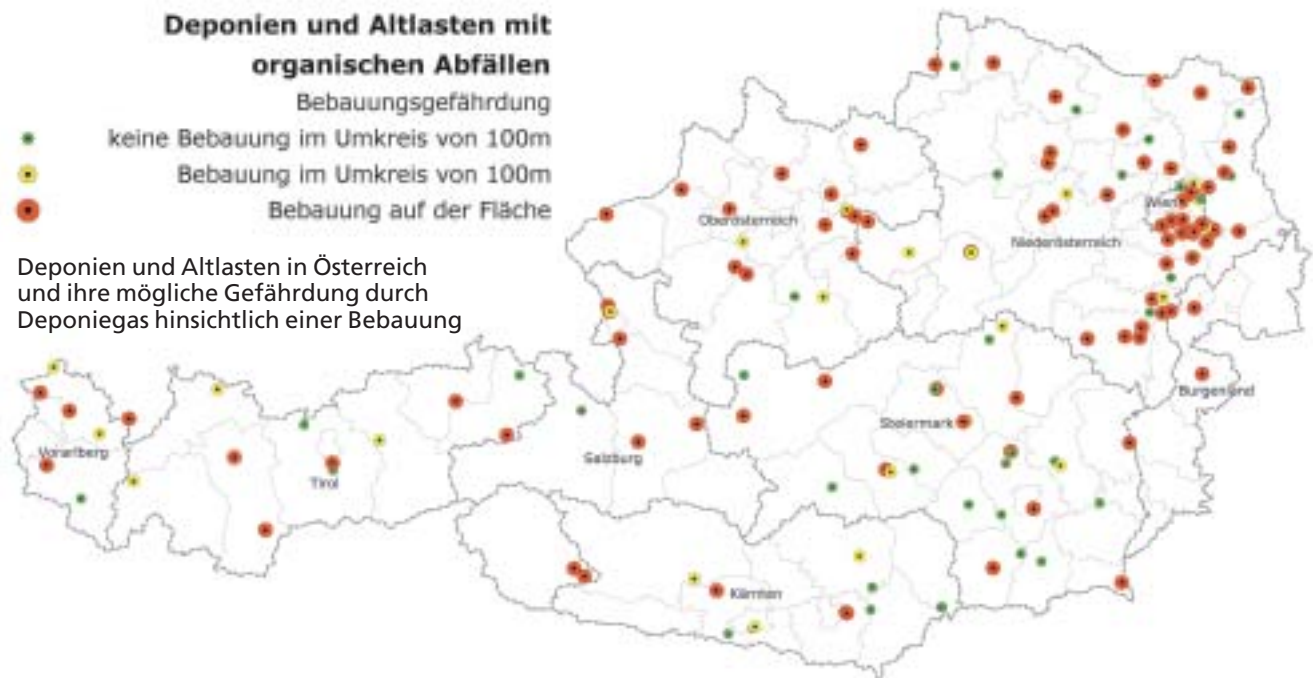 Deponien und Altlasten mit
organischen Abfällen
Bebauungsgefährdung
keine Bebauung im Umkreis von 100m
Bebauung im Umkreis von 100m
Bebauung auf der Fläche
Deponien und Altlasten in Österreich
und ihre mögliche Gefährdung durch
Deponiegas hinsichtlich einer Bebauung
Oberösterreich
Wien
Niederösterreich
Burgenland
Steiermark
Vorarlberg
Salzburg
Tirol
Kärnten